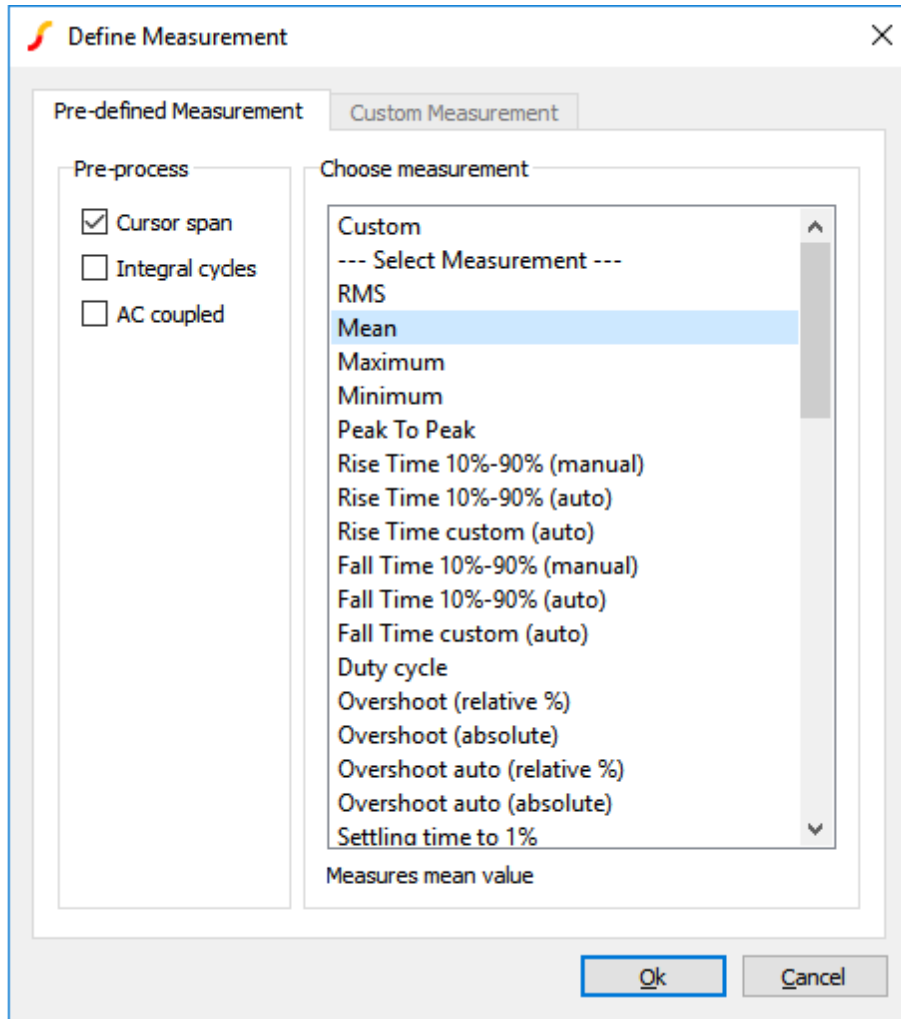 Define Measurement
Pre-defined Measurement
Custom Measurement
Pre-process
Cursor span
Integral cycles
AC coupled
Choose measurement
Custom
--- Select Measurement ---
RMS
Mean
Maximum
Minimum
Peak To Peak
Rise Time 10%-90% (manual)
Rise Time 10%-90% (auto)
Rise Time custom (auto)
Fall Time 10%-90% (manual)
Fall Time 10%-90% (auto)
Fall Time custom (auto)
Duty cycle
Overshoot (relative %)
Overshoot (absolute)
Overshoot auto (relative %)
Overshoot auto (absolute)
Settling time to 1%
Measures mean value
Ok
Cancel